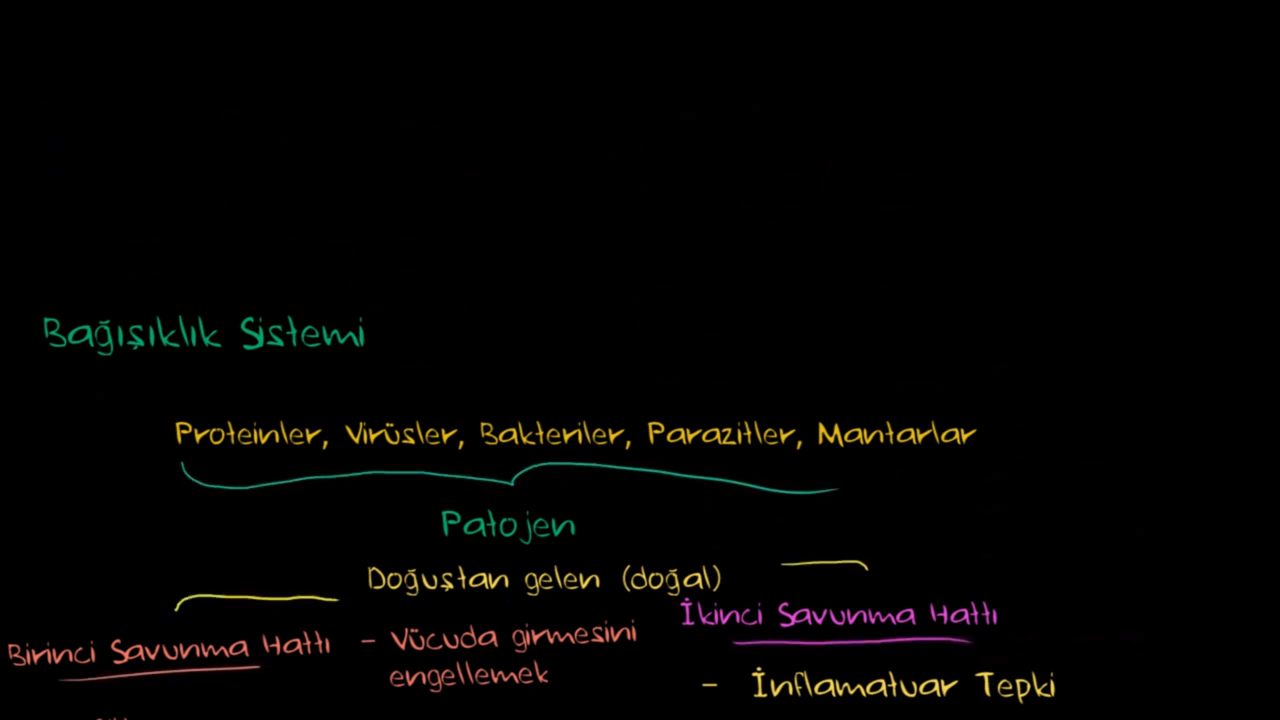 Bağışıklık Sistemi
Proteinler, Virüsler, Bakteriler, Parazitler, Mantarlar
Patojen
Doğuştan gelen (doğal)
Birinci Savunma Hattı - Vücuda girmesini
engellemek
İkinci Savunma Hattı
- İnflamatuar Tepki